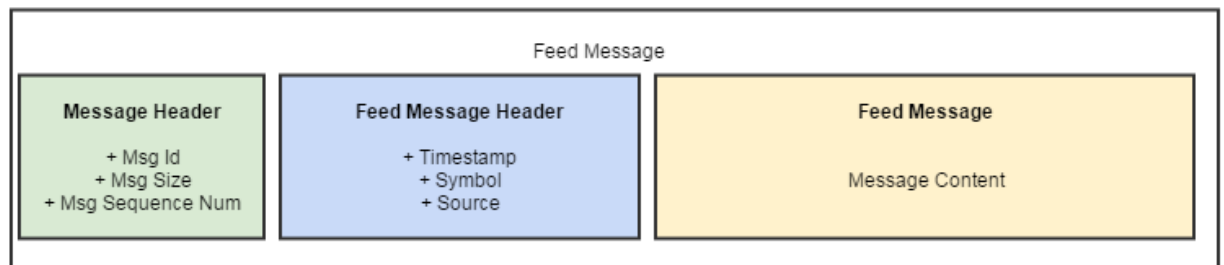 Feed Message
Message Header
+ Msg Id
+ Msg Size
+ Msg Sequence Num
Feed Message Header
+ Timestamp
+ Symbol
+ Source
Feed Message
Message Content